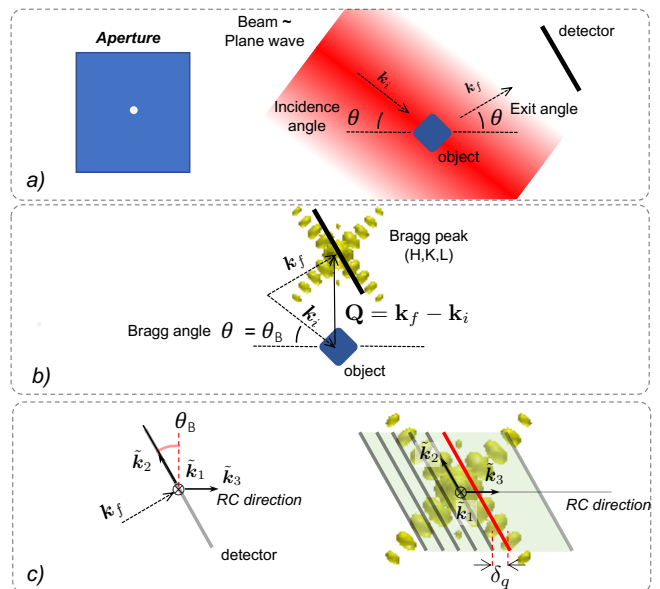 Aperture
Beam ~
Plane wave
detector
k_i
k_f
Incidence
angle
θ
θ
Exit angle
object
a)
Bragg peak
(H,K,L)
k_f
k_i
Q = k_f − k_i
Bragg angle θ = θ_B
object
b)
θ_B
k̃_2
k̃_1
k̃_3
RC direction
k_f
detector
k̃_2
k̃_3
k̃_1
RC direction
δ_q
c)